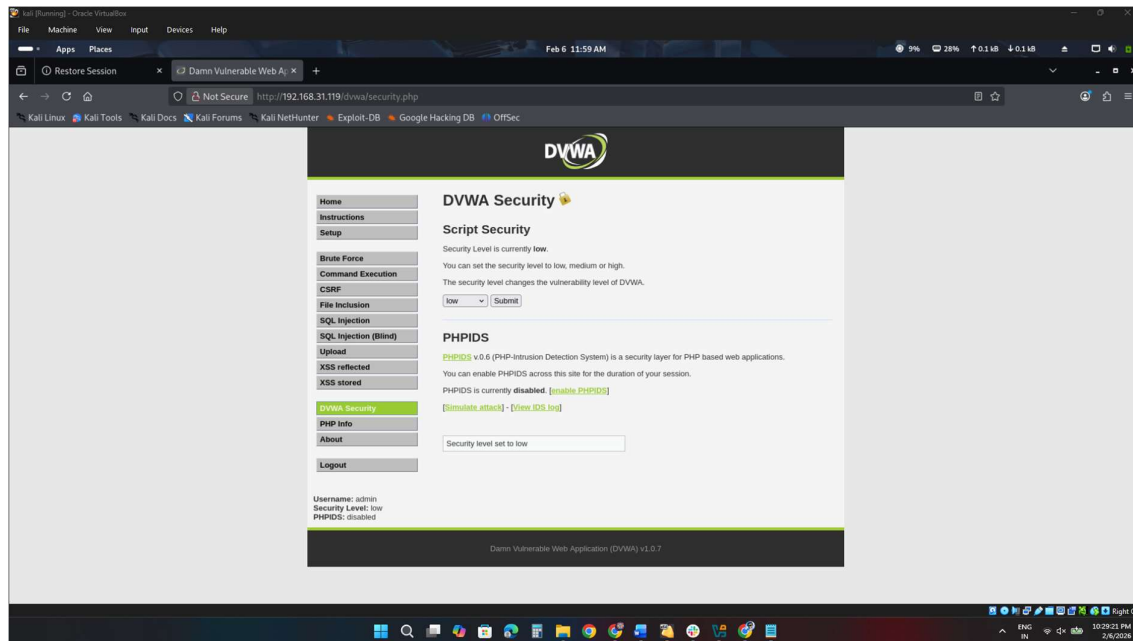 kali [Running] - Oracle VirtualBox
File Machine View Input Devices Help
Apps Places Feb 6 11:59 AM 9% 28% ↑0.1 kB ↓0.1 kB
Restore Session × Damn Vulnerable Web Ap × +
Not Secure http://192.168.31.119/dvwa/security.php
Kali Linux Kali Tools Kali Docs Kali Forums Kali NetHunter Exploit-DB Google Hacking DB OffSec
DVWA
Home
Instructions
Setup
Brute Force
Command Execution
CSRF
File Inclusion
SQL Injection
SQL Injection (Blind)
Upload
XSS reflected
XSS stored
DVWA Security
PHP Info
About
Logout
DVWA Security
Script Security
Security Level is currently low.
You can set the security level to low, medium or high.
The security level changes the vulnerability level of DVWA.
low Submit
PHPIDS
PHPIDS v.0.6 (PHP-Intrusion Detection System) is a security layer for PHP based web applications.
You can enable PHPIDS across this site for the duration of your session.
PHPIDS is currently disabled. [enable PHPIDS]
[Simulate attack] - [View IDS log]
Security level set to low
Username: admin
Security Level: low
PHPIDS: disabled
Damn Vulnerable Web Application (DVWA) v1.0.7
Right
ENG
IN
10:29:21 PM
2/6/2026